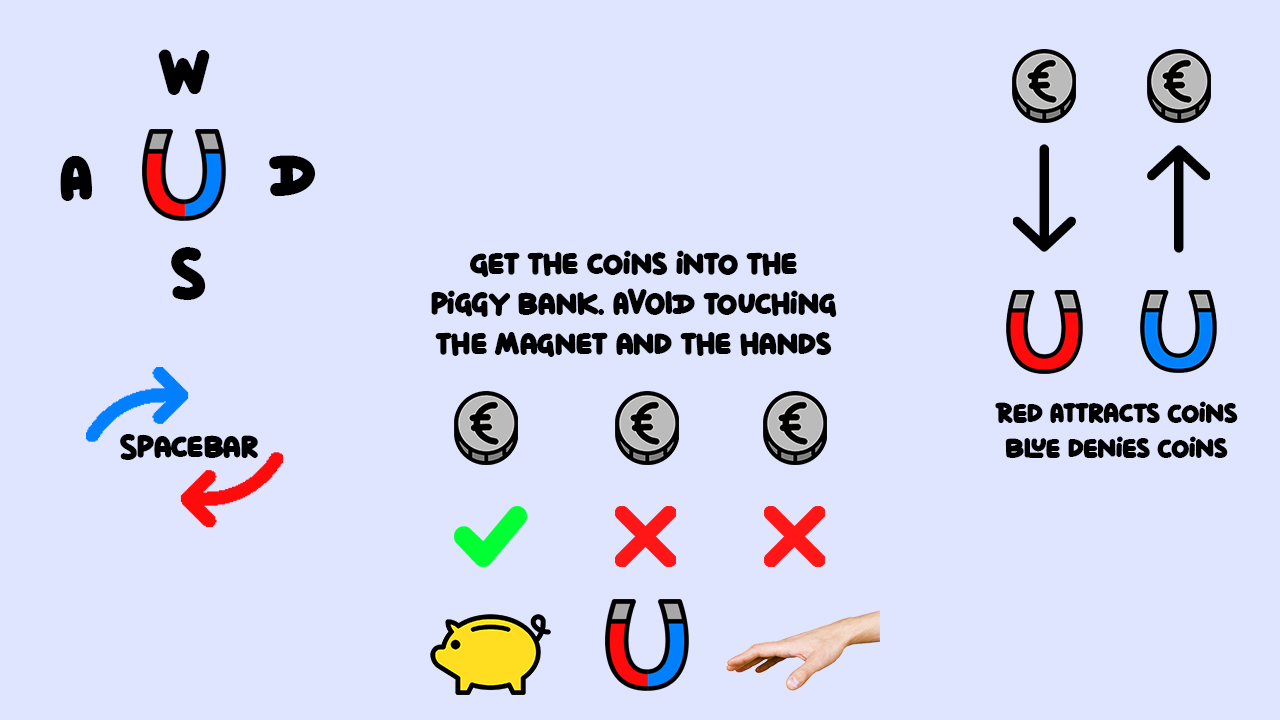 W
A
D
S
SPACEBAR
GET THE COINS INTO THE
PIGGY BANK. AVOID TOUCHING
THE MAGNET AND THE HANDS
€
€
€
€
€
RED ATTRACTS COINS
BLUE DENIES COINS